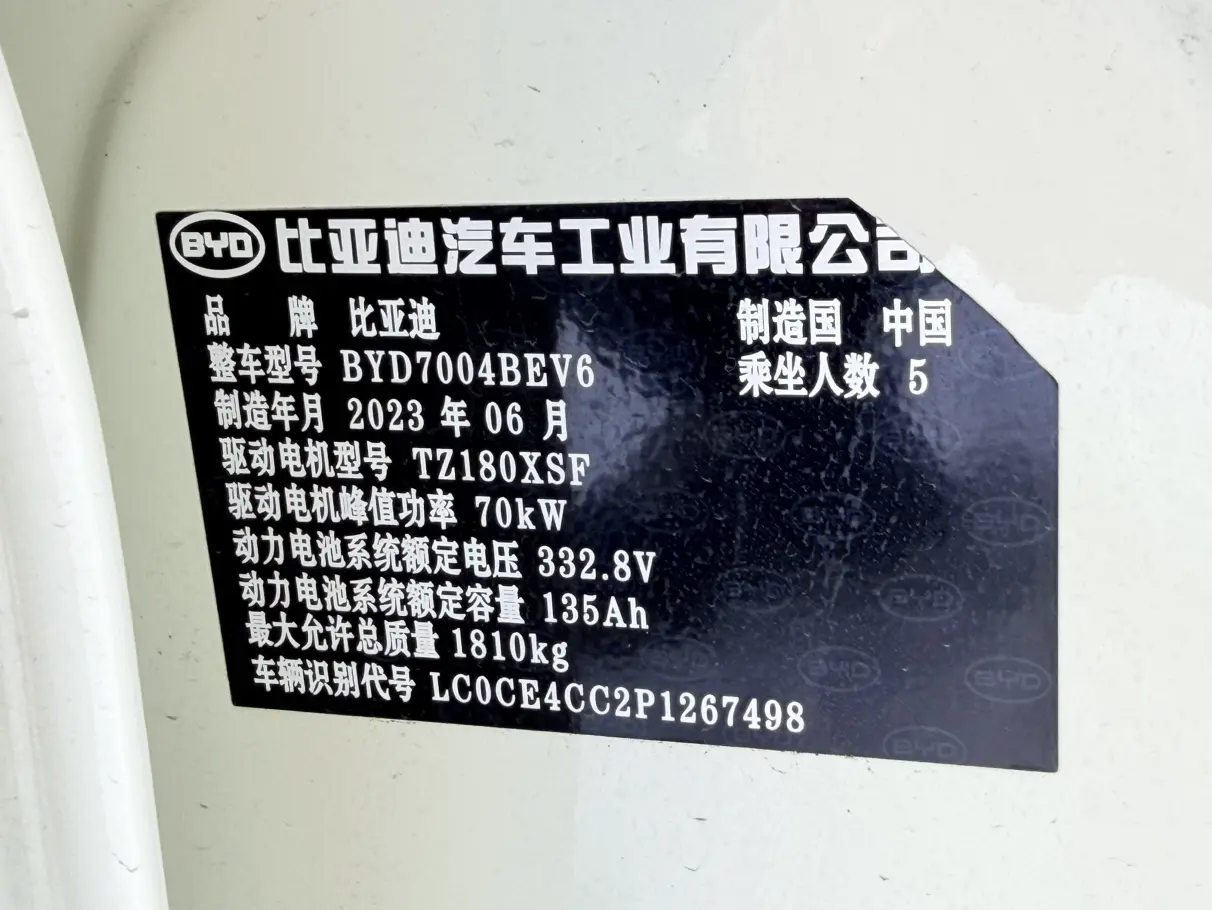 BYD 比亚迪汽车工业有限公司
品 牌 比亚迪 制造国 中国
整车型号 BYD7004BEV6 乘坐人数 5
制造年月 2023 年 06 月
驱动电机型号 TZ180XSF
驱动电机峰值功率 70kW
动力电池系统额定电压 332.8V
动力电池系统额定容量 135Ah
最大允许总质量 1810kg
车辆识别代号 LC0CE4CC2P1267498